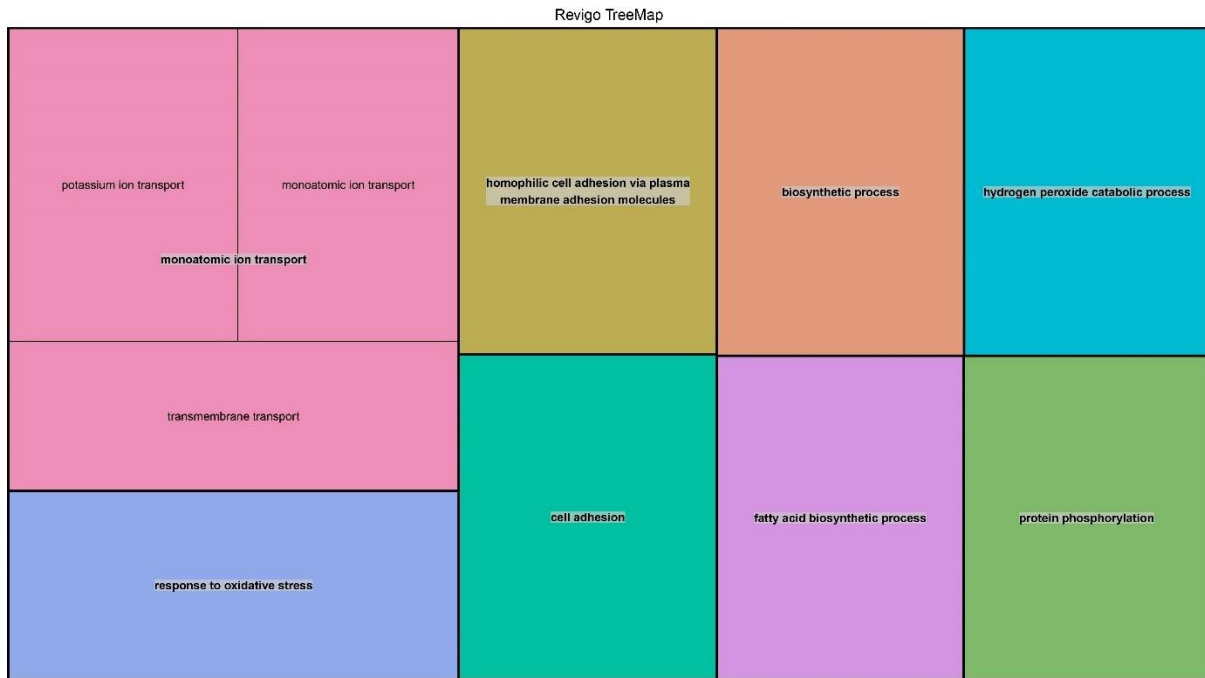 Revigo TreeMap
potassium ion transport
monoatomic ion transport
monoatomic ion transport
transmembrane transport
response to oxidative stress
homophilic cell adhesion via plasma
membrane adhesion molecules
cell adhesion
biosynthetic process
fatty acid biosynthetic process
hydrogen peroxide catabolic process
protein phosphorylation